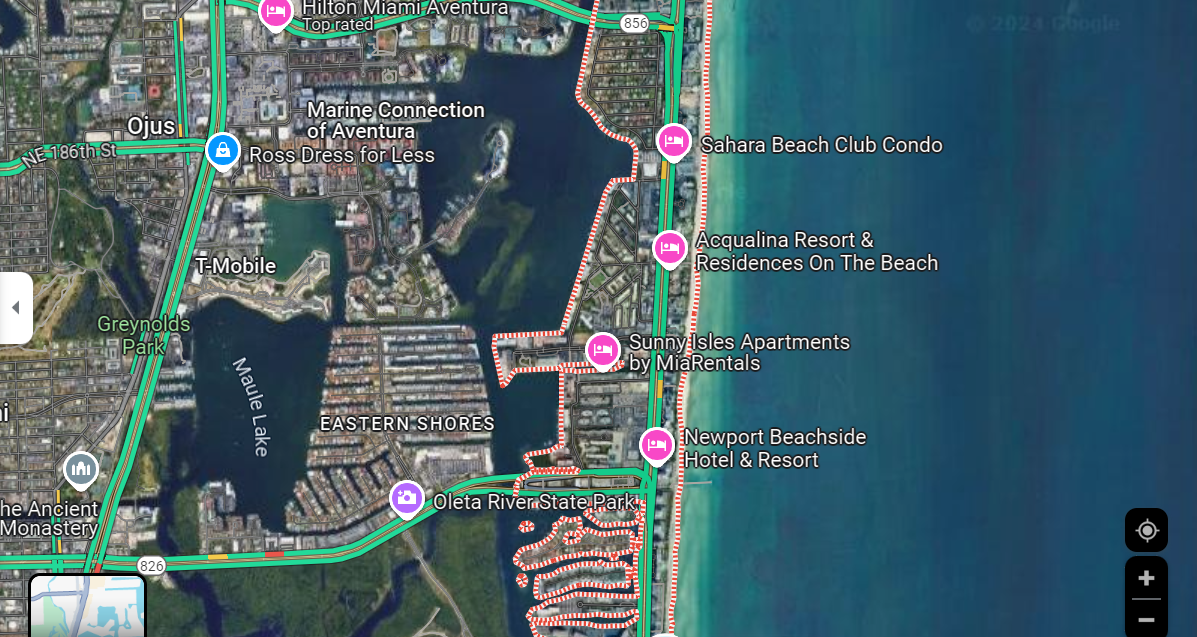 Hilton Miami Aventura
Top rated
856
© 2024 Google
Marine Connection
of Aventura
Ojus
NE 186th St
Ross Dress for Less
Sahara Beach Club Condo
Acqualina Resort &
Residences On The Beach
T-Mobile
Greynolds
Park
Sunny Isles Apartments
by MiaRentals
Maule Lake
EASTERN SHORES
Newport Beachside
Hotel & Resort
Oleta River State Park
he Ancient
Monastery
826